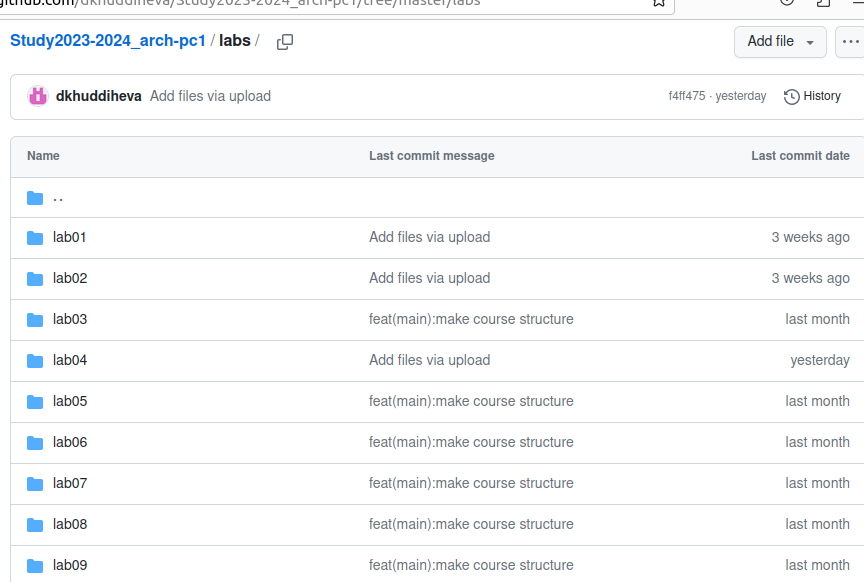 github.com/dkhuddiheva/Study2023-2024_arch-pc1/tree/master/labs
Study2023-2024_arch-pc1 / labs /
Add file
dkhuddiheva Add files via upload f4ff475 · yesterday History
Name Last commit message Last commit date
..
lab01 Add files via upload 3 weeks ago
lab02 Add files via upload 3 weeks ago
lab03 feat(main):make course structure last month
lab04 Add files via upload yesterday
lab05 feat(main):make course structure last month
lab06 feat(main):make course structure last month
lab07 feat(main):make course structure last month
lab08 feat(main):make course structure last month
lab09 feat(main):make course structure last month